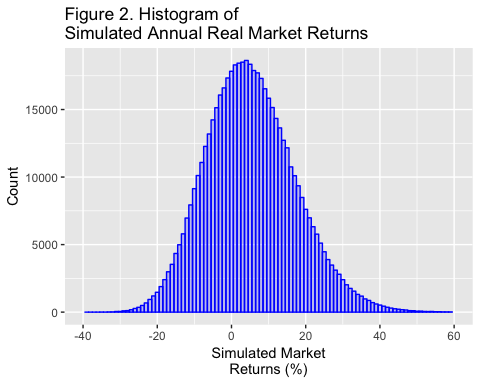 Figure 2. Histogram of
Simulated Annual Real Market Returns
15000
10000
5000
0
Count
-40 -20 0 20 40 60
Simulated Market
Returns (%)